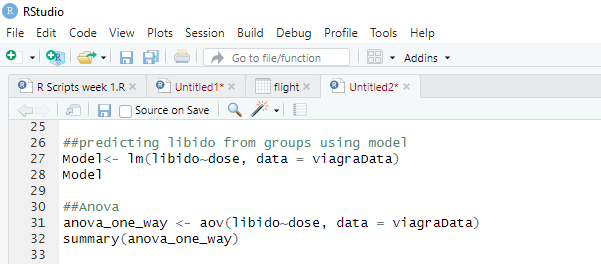 RStudio
File Edit Code View Plots Session Build Debug Profile Tools Help
Go to file/function Addins
R Scripts week 1.R Untitled1* flight Untitled2*
Source on Save
25
26 ##predicting libido from groups using model
27 Model<- lm(libido~dose, data = viagraData)
28 Model
29
30 ##Anova
31 anova_one_way <- aov(libido~dose, data = viagraData)
32 summary(anova_one_way)
33